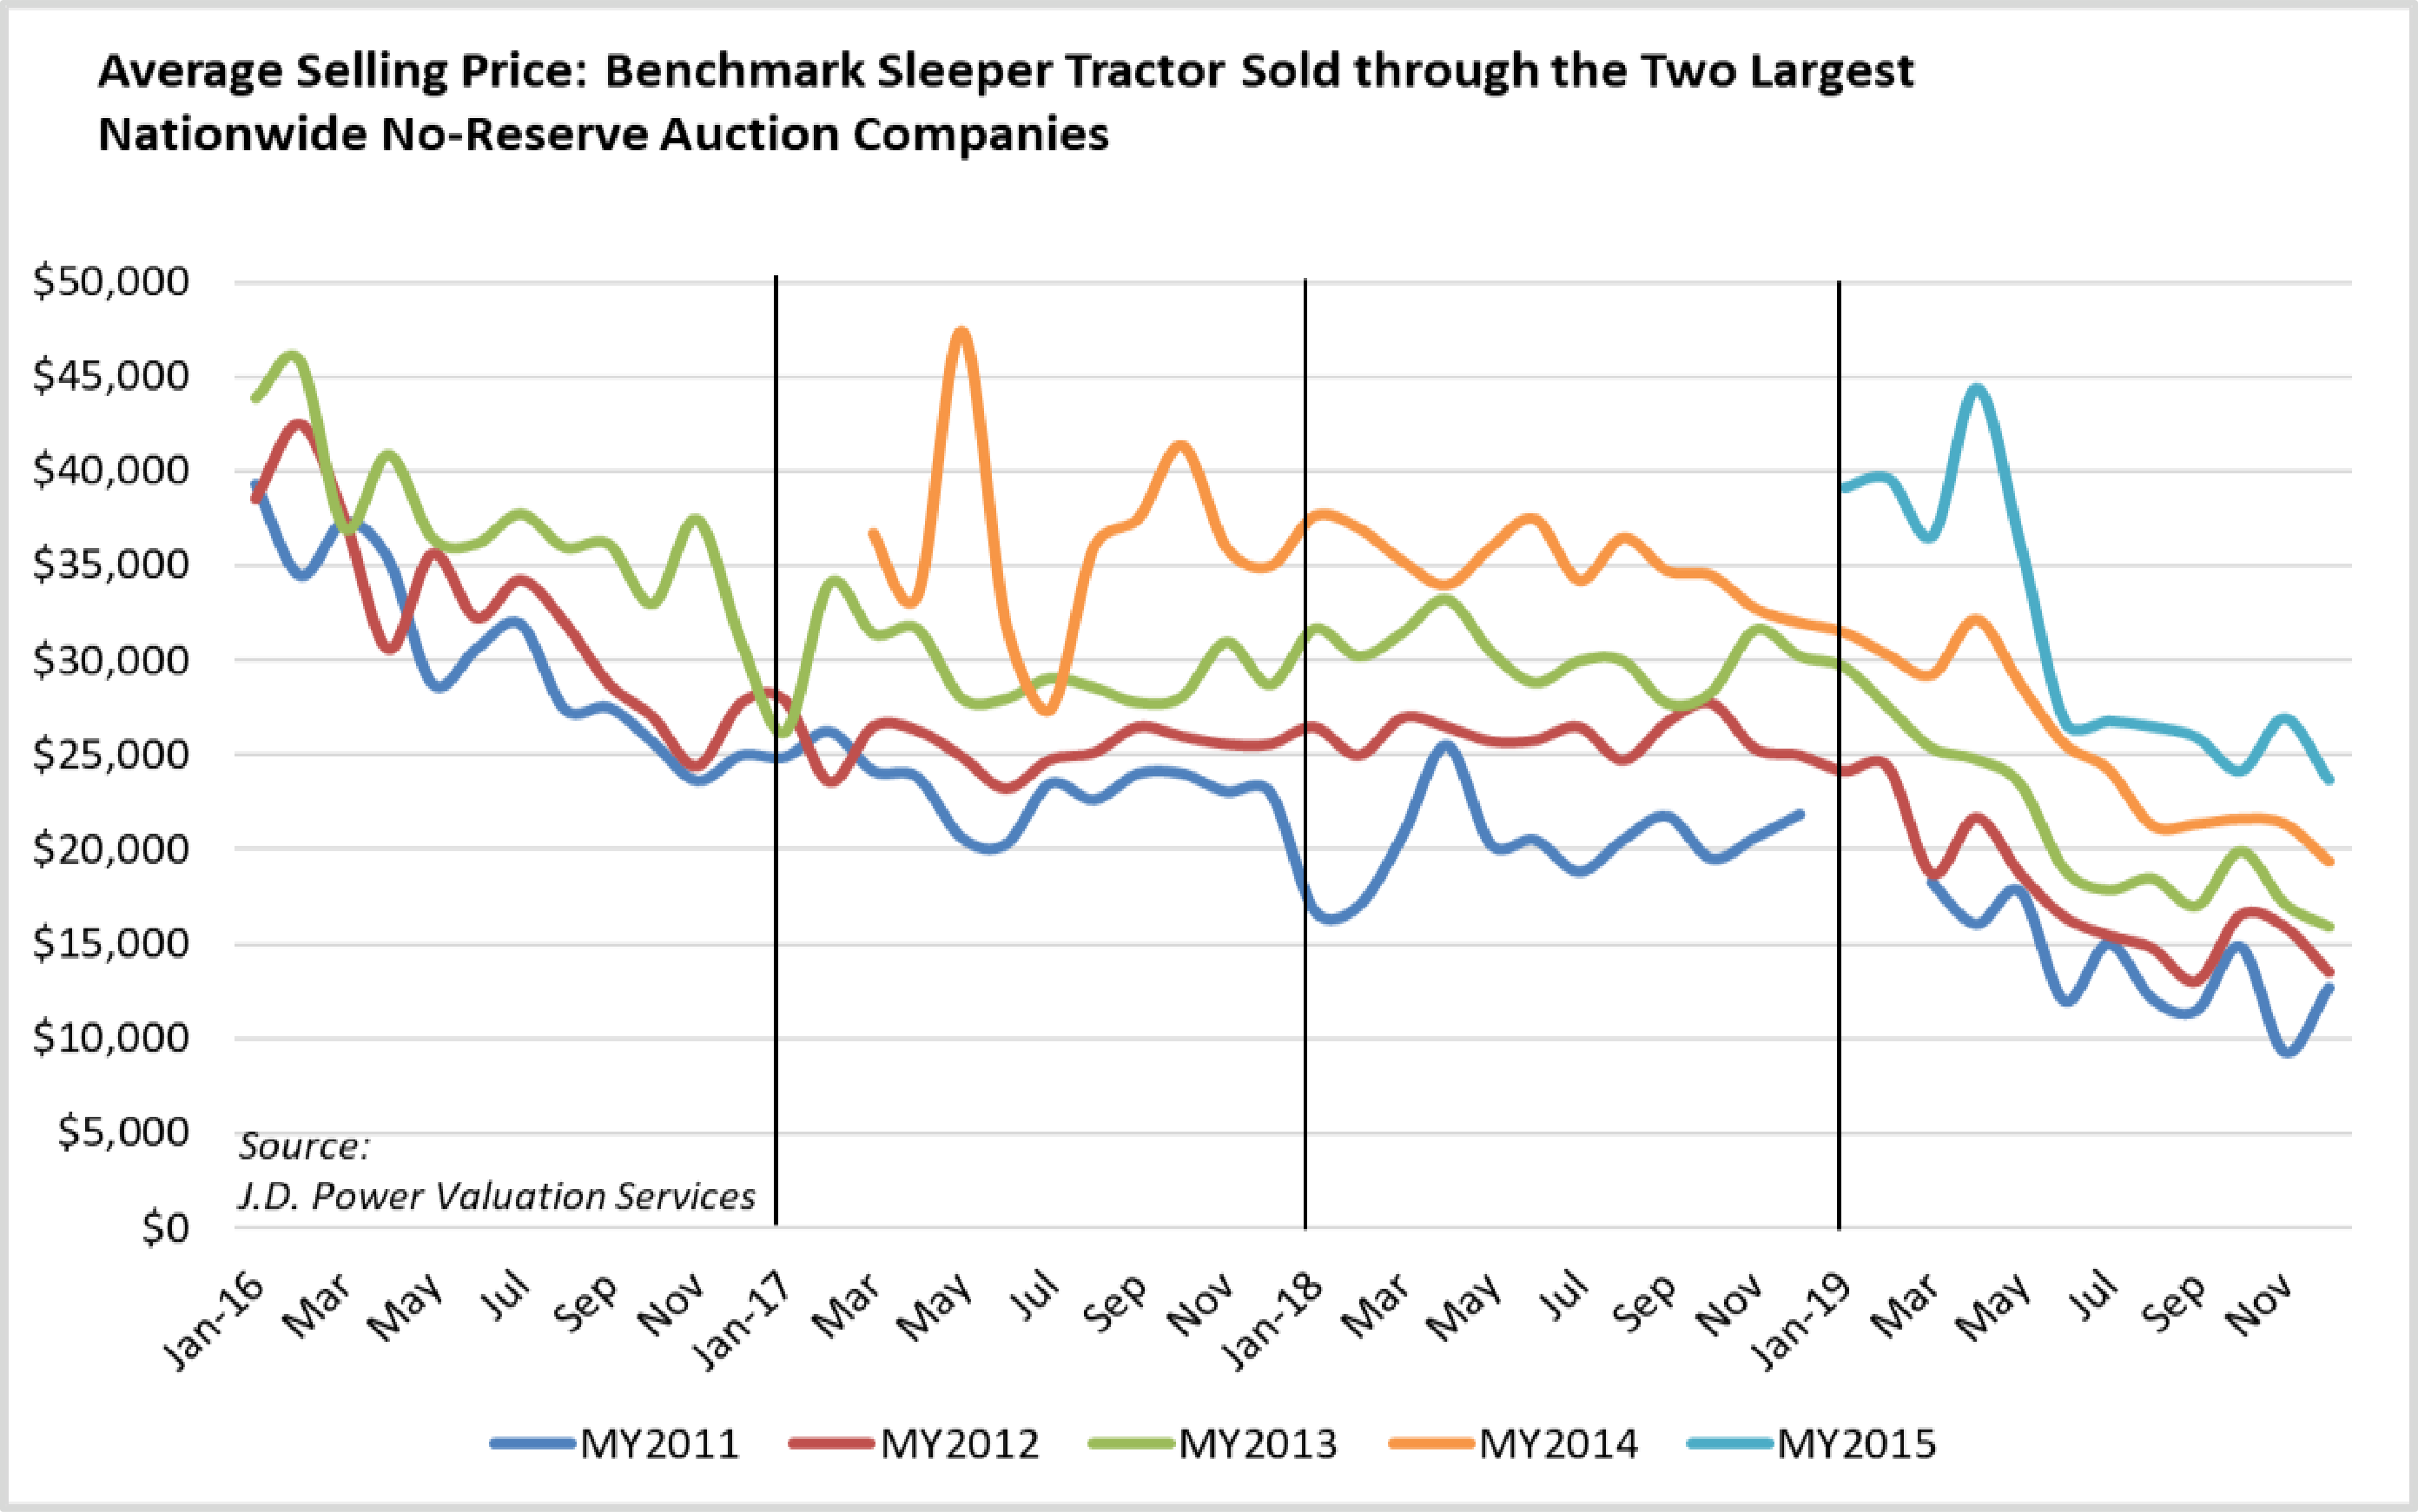 Average Selling Price: Benchmark Sleeper Tractor Sold through the Two Largest
Nationwide No-Reserve Auction Companies
$50,000
$45,000
$40,000
$35,000
$30,000
$25,000
$20,000
$15,000
$10,000
$5,000
$0
Source:
J.D. Power Valuation Services
Jan-16
Mar
May
Jul
Sep
Nov
Jan-17
Mar
May
Jul
Sep
Nov
Jan-18
Mar
May
Jul
Sep
Nov
Jan-19
Mar
May
Jul
Sep
Nov
MY2011
MY2012
MY2013
MY2014
MY2015